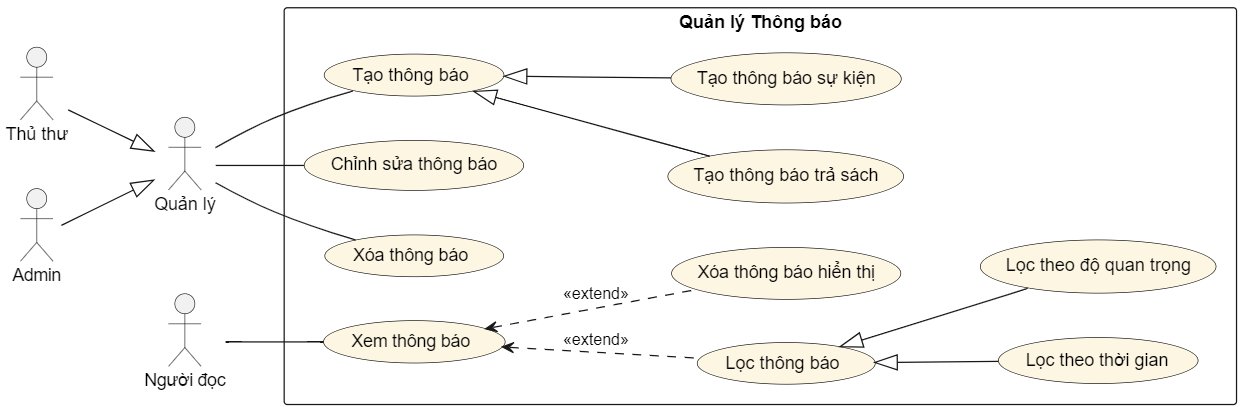 Quản lý Thông báo
Thủ thư
Admin
Quản lý
Người đọc
Tạo thông báo
Chỉnh sửa thông báo
Xóa thông báo
Xem thông báo
«extend»
«extend»
Tạo thông báo sự kiện
Tạo thông báo trả sách
Xóa thông báo hiển thị
Lọc thông báo
Lọc theo độ quan trọng
Lọc theo thời gian